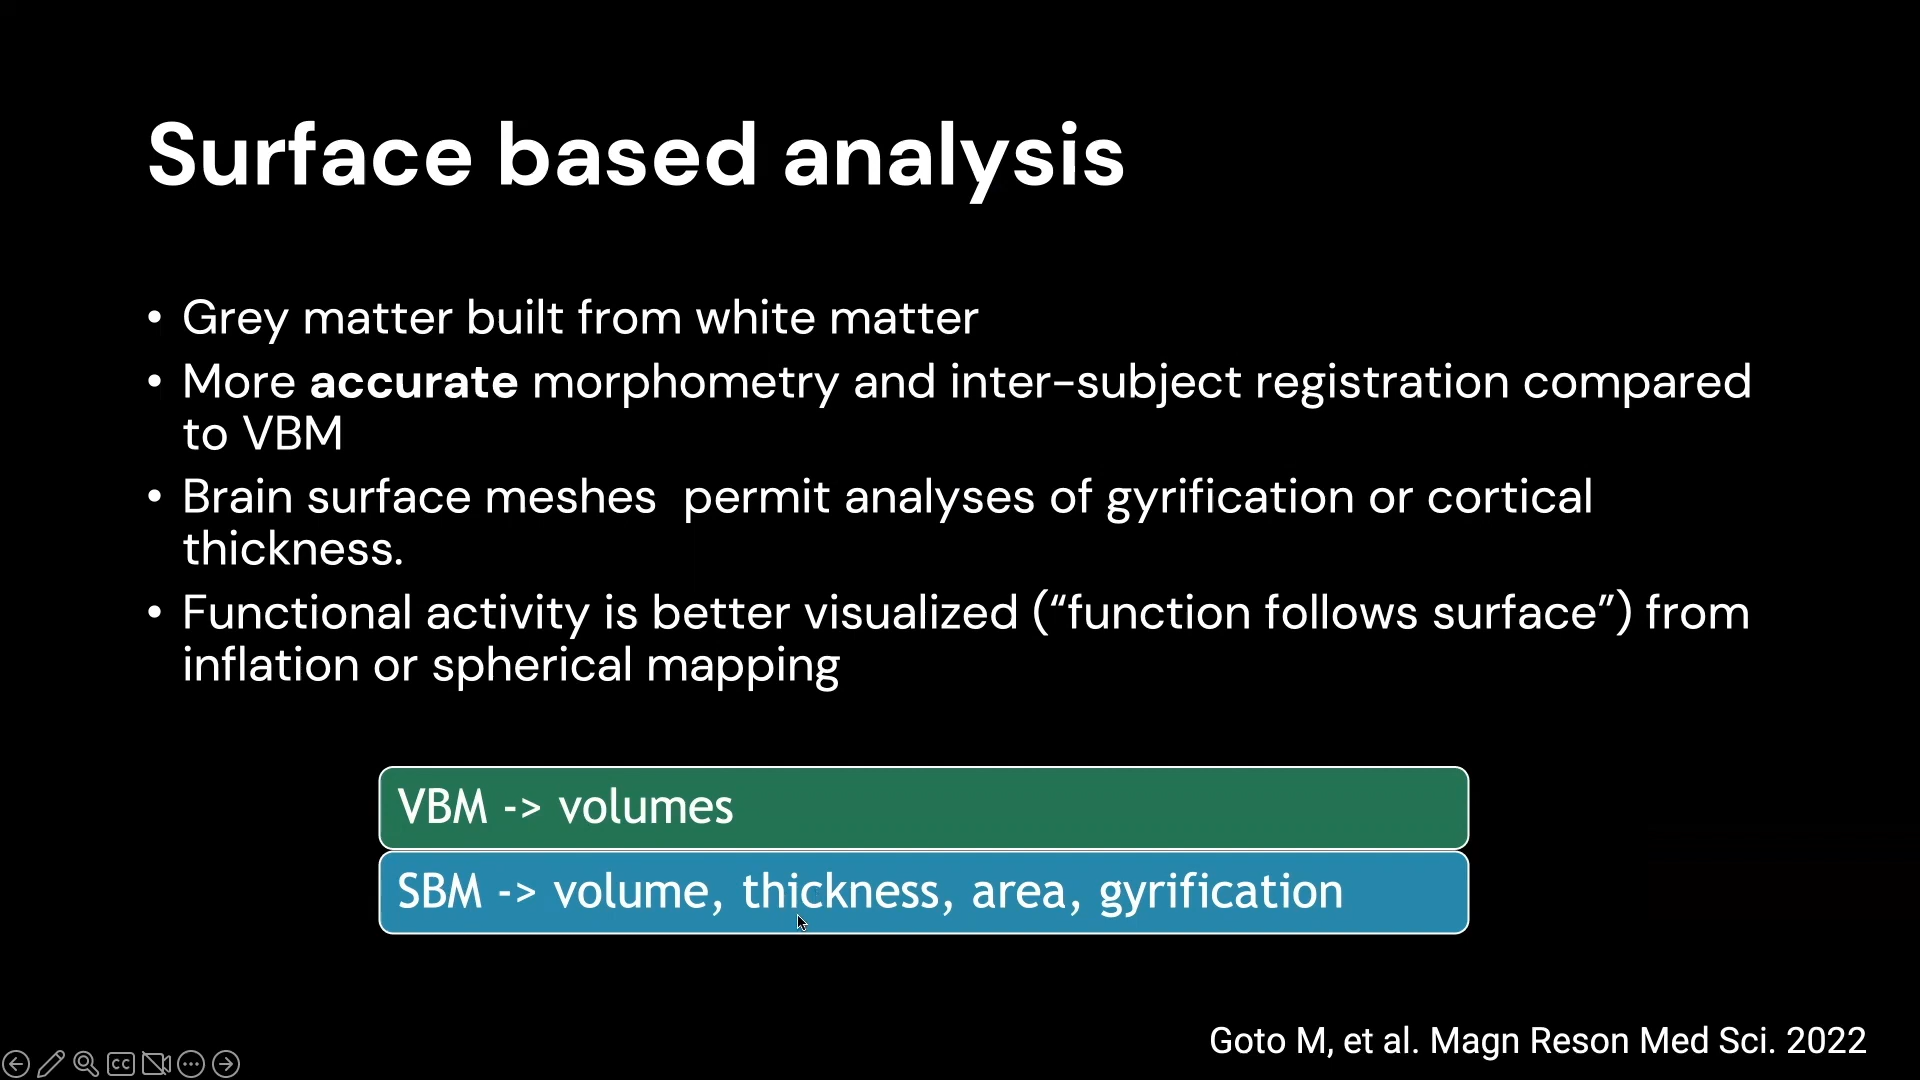 Surface based analysis
• Grey matter built from white matter
• More accurate morphometry and inter-subject registration compared
to VBM
• Brain surface meshes  permit analyses of gyrification or cortical
thickness.
• Functional activity is better visualized (“function follows surface”) from
inflation or spherical mapping
VBM -> volumes
SBM -> volume, thickness, area, gyrification
Goto M, et al. Magn Reson Med Sci. 2022
CC